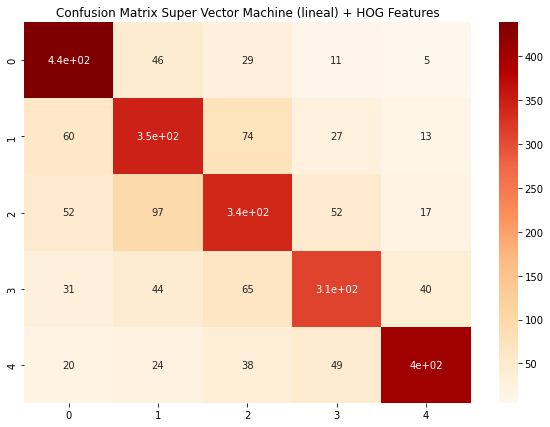 Confusion Matrix Super Vector Machine (lineal) + HOG Features
0 4.4e+02 46 29 11 5
1 60 3.5e+02 74 27 13
2 52 97 3.4e+02 52 17
3 31 44 65 3.1e+02 40
4 20 24 38 49 4e+02
0 1 2 3 4
400
350
300
250
200
150
100
50